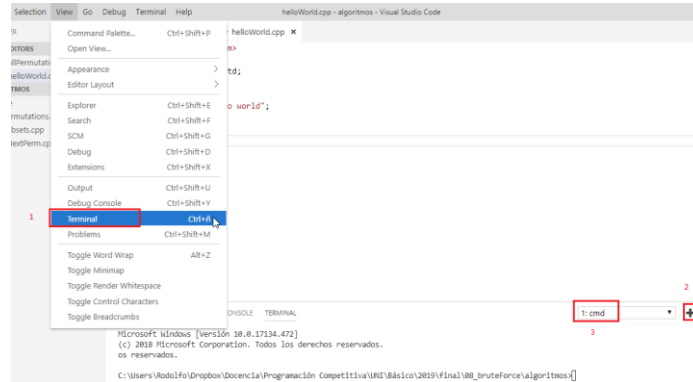 Selection View Go Debug Terminal Help helloWorld.cpp - algoritmos - Visual Studio Code
helloWorld.cpp ×
Command Palette... Ctrl+Shift+P
Open View...
Appearance >
Editor Layout >
Explorer Ctrl+Shift+E
Search Ctrl+Shift+F
SCM Ctrl+Shift+G
Debug Ctrl+Shift+D
Extensions Ctrl+Shift+X
Output Ctrl+Shift+U
Debug Console Ctrl+Shift+Y
1 Terminal Ctrl+ñ
Problems Ctrl+Shift+M
Toggle Word Wrap Alt+Z
Toggle Minimap
Toggle Render Whitespace
Toggle Control Characters
Toggle Breadcrumbs
td;
o world";
2
ONSOLE TERMINAL 1: cmd
3
Microsoft Windows [Versión 10.0.17134.472]
(c) 2018 Microsoft Corporation. Todos los derechos reservados.
os reservados.
C:\Users\Rodolfo\Dropbox\Docencia\Programación Competitiva\UNI\Básico\2019\final\08_bruteForce\algoritmos>